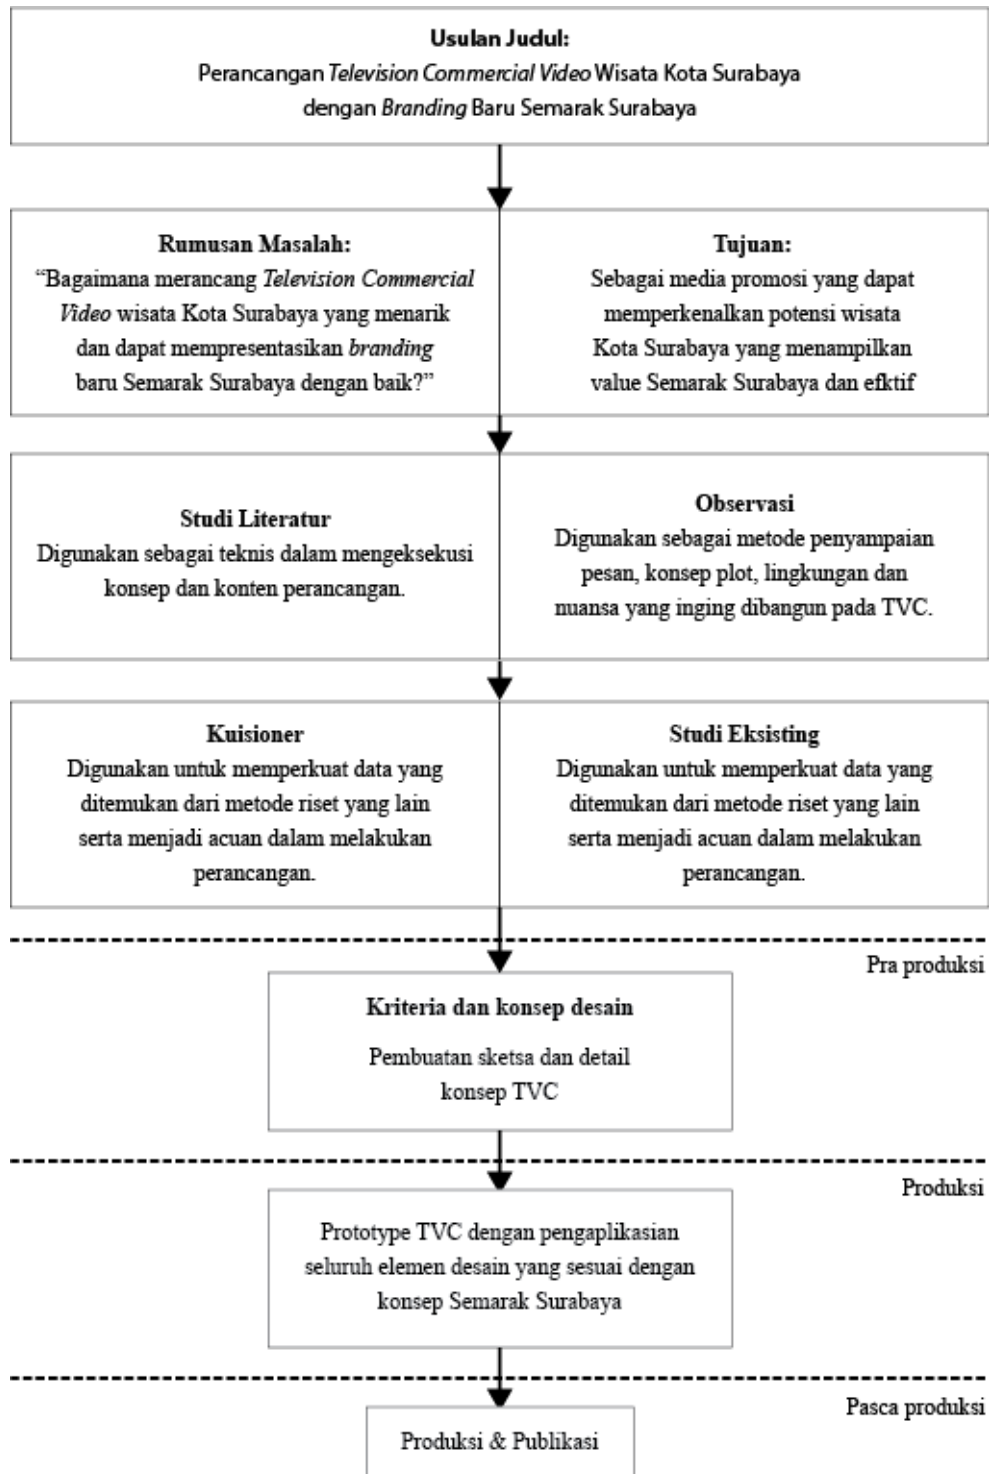 Usulan Judul:
Perancangan Television Commercial Video Wisata Kota Surabaya
dengan Branding Baru Semarak Surabaya
Rumusan Masalah:
“Bagaimana merancang Television Commercial
Video wisata Kota Surabaya yang menarik
dan dapat mempresentasikan branding
baru Semarak Surabaya dengan baik?”
Tujuan:
Sebagai media promosi yang dapat
memperkenalkan potensi wisata
Kota Surabaya yang menampilkan
value Semarak Surabaya dan efktif
Studi Literatur
Digunakan sebagai teknis dalam mengeksekusi
konsep dan konten perancangan.
Observasi
Digunakan sebagai metode penyampaian
pesan, konsep plot, lingkungan dan
nuansa yang inging dibangun pada TVC.
Kuisioner
Digunakan untuk memperkuat data yang
ditemukan dari metode riset yang lain
serta menjadi acuan dalam melakukan
perancangan.
Studi Eksisting
Digunakan untuk memperkuat data yang
ditemukan dari metode riset yang lain
serta menjadi acuan dalam melakukan
perancangan.
Pra produksi
Kriteria dan konsep desain
Pembuatan sketsa dan detail
konsep TVC
Produksi
Prototype TVC dengan pengaplikasian
seluruh elemen desain yang sesuai dengan
konsep Semarak Surabaya
Pasca produksi
Produksi & Publikasi